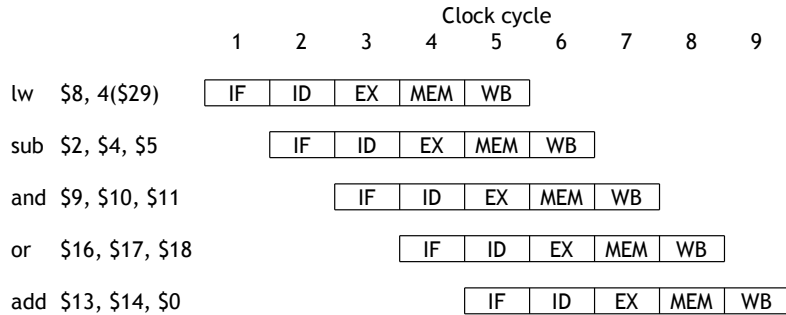 Clock cycle
1 2 3 4 5 6 7 8 9
lw $8, 4($29) IF ID EX MEM WB
sub $2, $4, $5 IF ID EX MEM WB
and $9, $10, $11 IF ID EX MEM WB
or $16, $17, $18 IF ID EX MEM WB
add $13, $14, $0 IF ID EX MEM WB